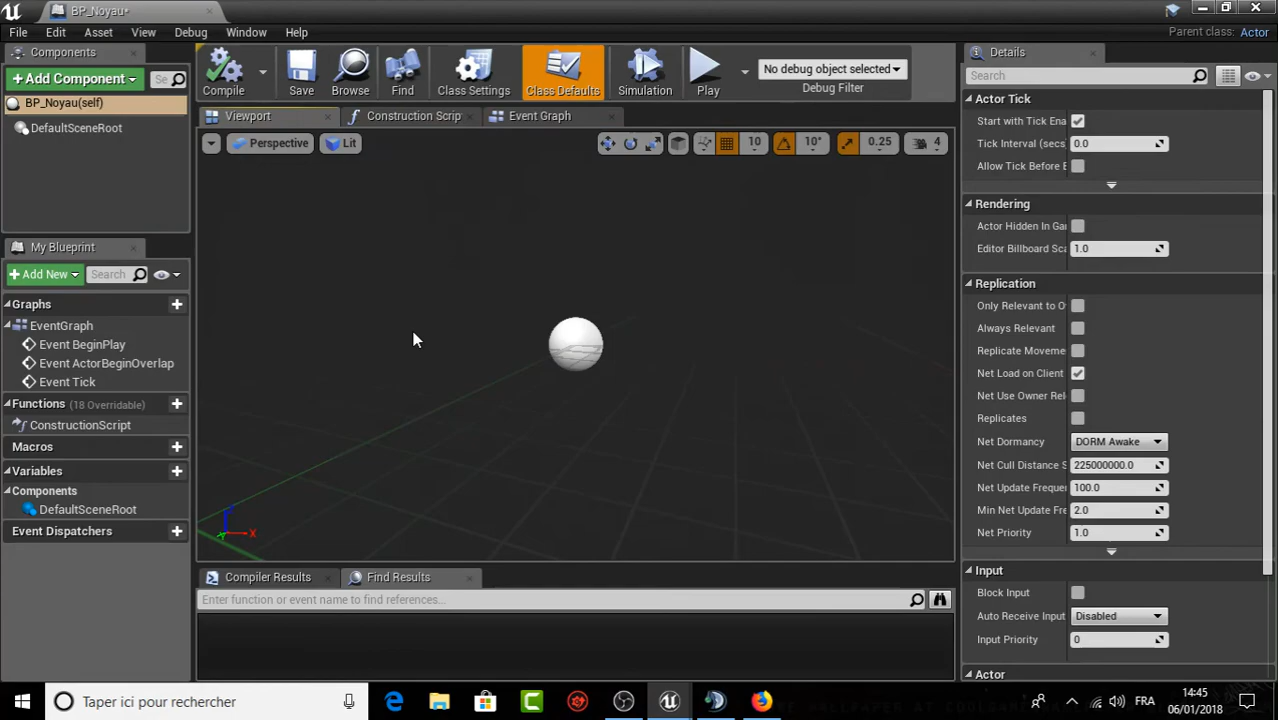 BP_Noyau*
File Edit Asset View Debug Window Help
Parent class: Actor
Components
+Add Component
Se
BP_Noyau(self)
DefaultSceneRoot
Compile
Save
Browse
Find
Class Settings
Class Defaults
Simulation
Play
No debug object selected
Debug Filter
Viewport
Construction Scrip
Event Graph
Perspective
Lit
10
10°
0.25
4
X
My Blueprint
+Add New
Search
Graphs
EventGraph
Event BeginPlay
Event ActorBeginOverlap
Event Tick
Functions (18 Overridable)
ConstructionScript
Macros
Variables
Components
DefaultSceneRoot
Event Dispatchers
Compiler Results
Find Results
Enter function or event name to find references...
Details
Search
Actor Tick
Start with Tick Ena
Tick Interval (secs 0.0
Allow Tick Before B
Rendering
Actor Hidden In Ga
Editor Billboard Sca 1.0
Replication
Only Relevant to O
Always Relevant
Replicate Moveme
Net Load on Client
Net Use Owner Rel
Replicates
Net Dormancy DORM Awake
Net Cull Distance S 225000000.0
Net Update Frequer 100.0
Min Net Update Fre 2.0
Net Priority 1.0
Input
Block Input
Auto Receive Input Disabled
Input Priority 0
Actor
Taper ici pour rechercher
FRA
14:45
06/01/2018